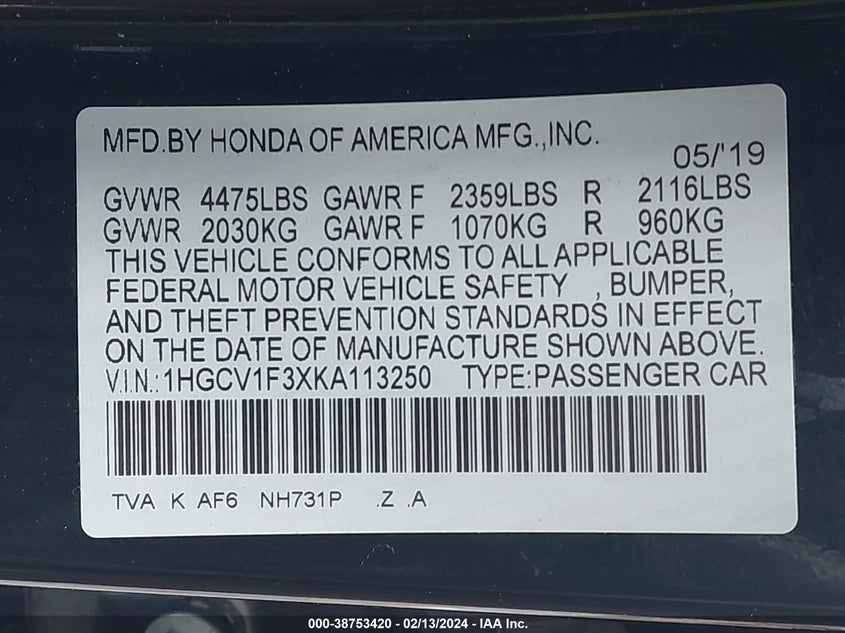 MFD.BY HONDA OF AMERICA MFG.,INC.
05/'19
GVWR 4475LBS GAWR F 2359LBS R 2116LBS
GVWR 2030KG GAWR F 1070KG R 960KG
THIS VEHICLE CONFORMS TO ALL APPLICABLE
FEDERAL MOTOR VEHICLE SAFETY , BUMPER,
AND THEFT PREVENTION STANDARDS IN EFFECT
ON THE DATE OF MANUFACTURE SHOWN ABOVE.
V.I.N.:1HGCV1F3XKA113250 TYPE:PASSENGER CAR
TVA K AF6 NH731P .Z .A
000-38753420 - 02/13/2024 - IAA Inc.